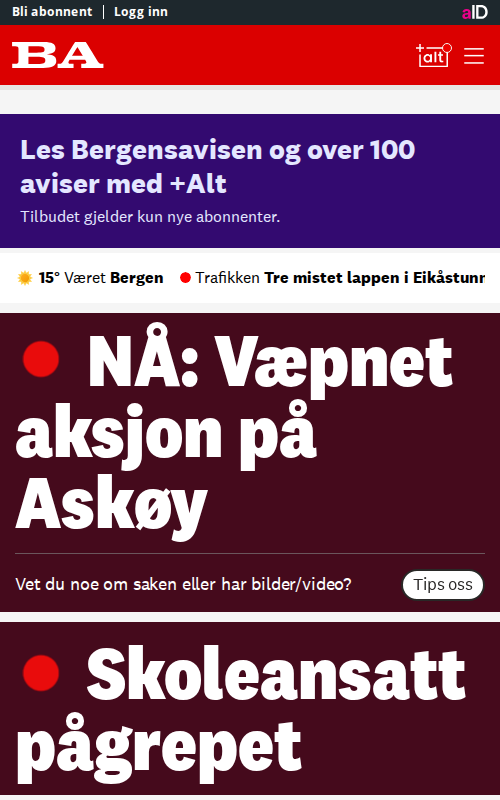 Bli abonnent | Logg inn
aID
BA
+alt
Les Bergensavisen og over 100
aviser med +Alt
Tilbudet gjelder kun nye abonnenter.
15° Været Bergen
Trafikken Tre mistet lappen i Eikåstunn
NÅ: Væpnet
aksjon på
Askøy
Vet du noe om saken eller har bilder/video?
Tips oss
Skoleansatt
pågrepet